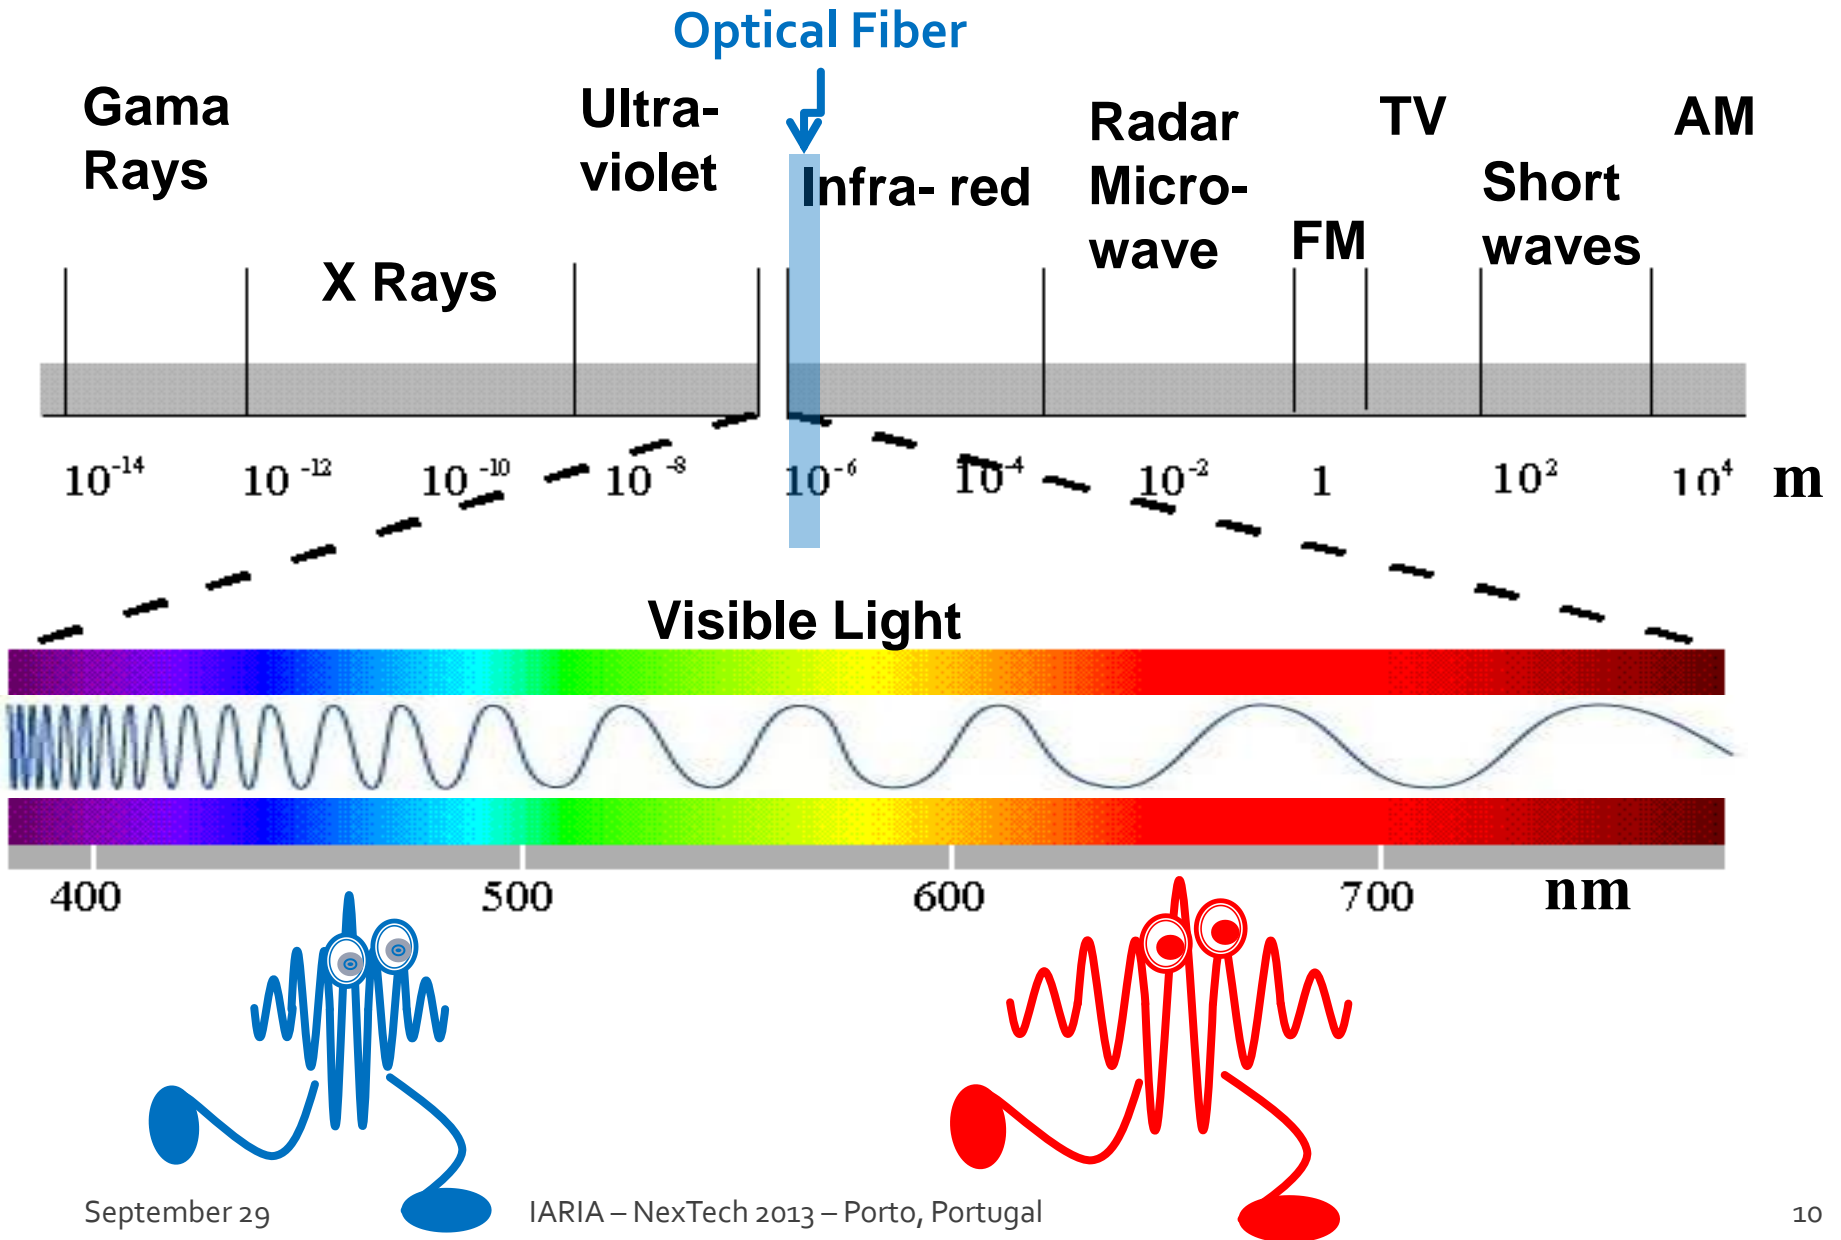 Optical Fiber
Gama
Rays
X Rays
Ultra-
violet
Infra- red
Radar
Micro-
wave
FM
TV
Short
waves
AM
10⁻¹⁴ 10⁻¹² 10⁻¹⁰ 10⁻⁸ 10⁻⁶ 10⁻⁴ 10⁻² 1 10² 10⁴ m
Visible Light
400 500 600 700 nm
September 29 IARIA – NexTech 2013 – Porto, Portugal 10